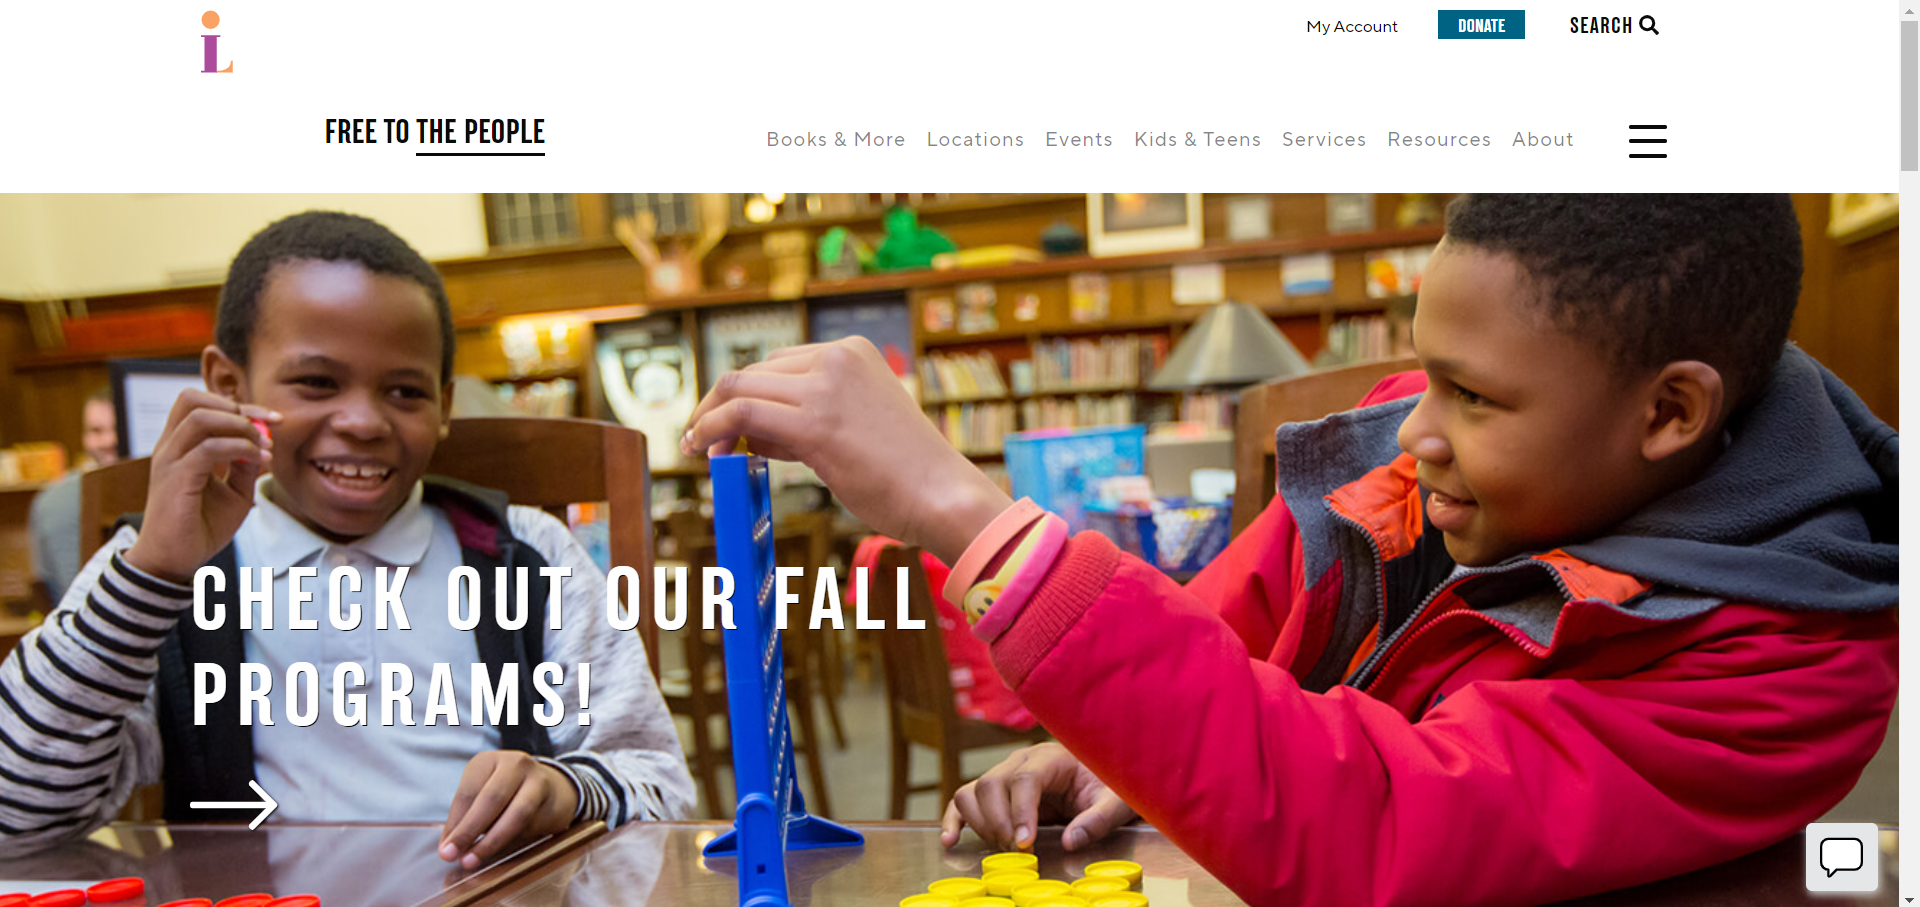 iL
My Account
DONATE
SEARCH
FREE TO THE PEOPLE
Books & More
Locations
Events
Kids & Teens
Services
Resources
About
CHECK OUT OUR FALL
PROGRAMS!